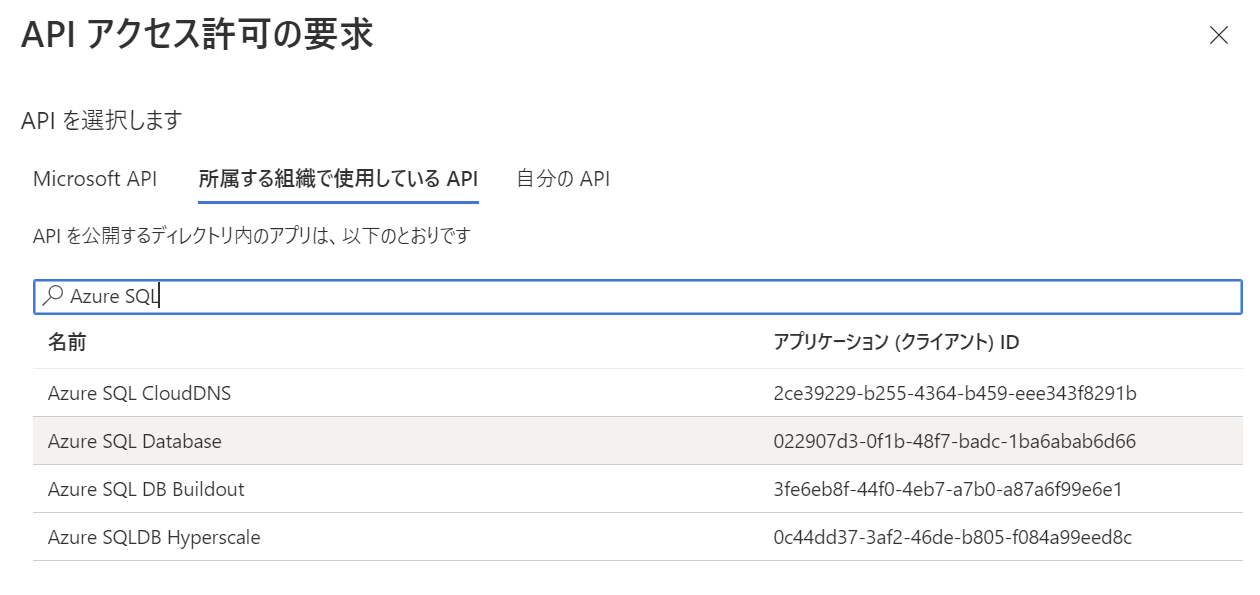 API アクセス許可の要求
API を選択します
Microsoft API 所属する組織で使用している API 自分の API
API を公開するディレクトリ内のアプリは、以下のとおりです
Azure SQL
名前 アプリケーション (クライアント) ID
Azure SQL CloudDNS 2ce39229-b255-4364-b459-eee343f8291b
Azure SQL Database 022907d3-0f1b-48f7-badc-1ba6abab6d66
Azure SQL DB Buildout 3fe6eb8f-44f0-4eb7-a7b0-a87a6f99e6e1
Azure SQLDB Hyperscale 0c44dd37-3af2-46de-b805-f084a99eed8c